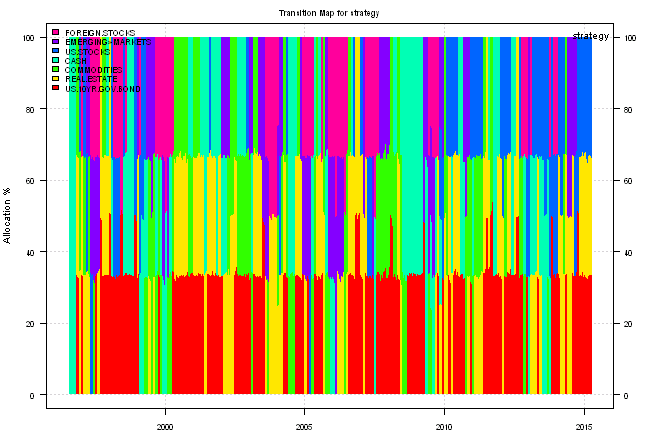 Transition Map for strategy
strategy
FOREIGN.STOCKS
EMERGING>MARKETS
US.STOCKS
CASH
COMMODITIES
REAL.ESTATE
US.10YR.GOV.BOND
Allocation %
100
80
60
40
20
0
100
80
60
40
20
0
2000 2005 2010 2015